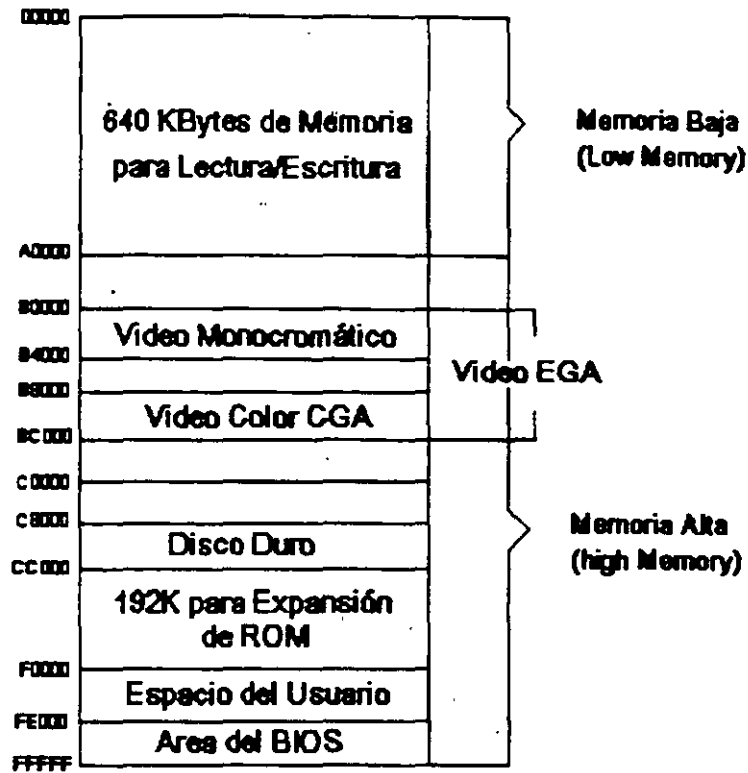 00000
640 KBytes de Memoria
para Lectura/Escritura
Memoria Baja
(Low Memory)
A0000
B0000
Video Monocromático
B4000
Video EGA
B8000
Video Color CGA
BC000
C0000
C8000
Memoria Alta
(high Memory)
Disco Duro
CC000
192K para Expansión
de ROM
F0000
Espacio del Usuario
FE000
Area del BIOS
FFFFF